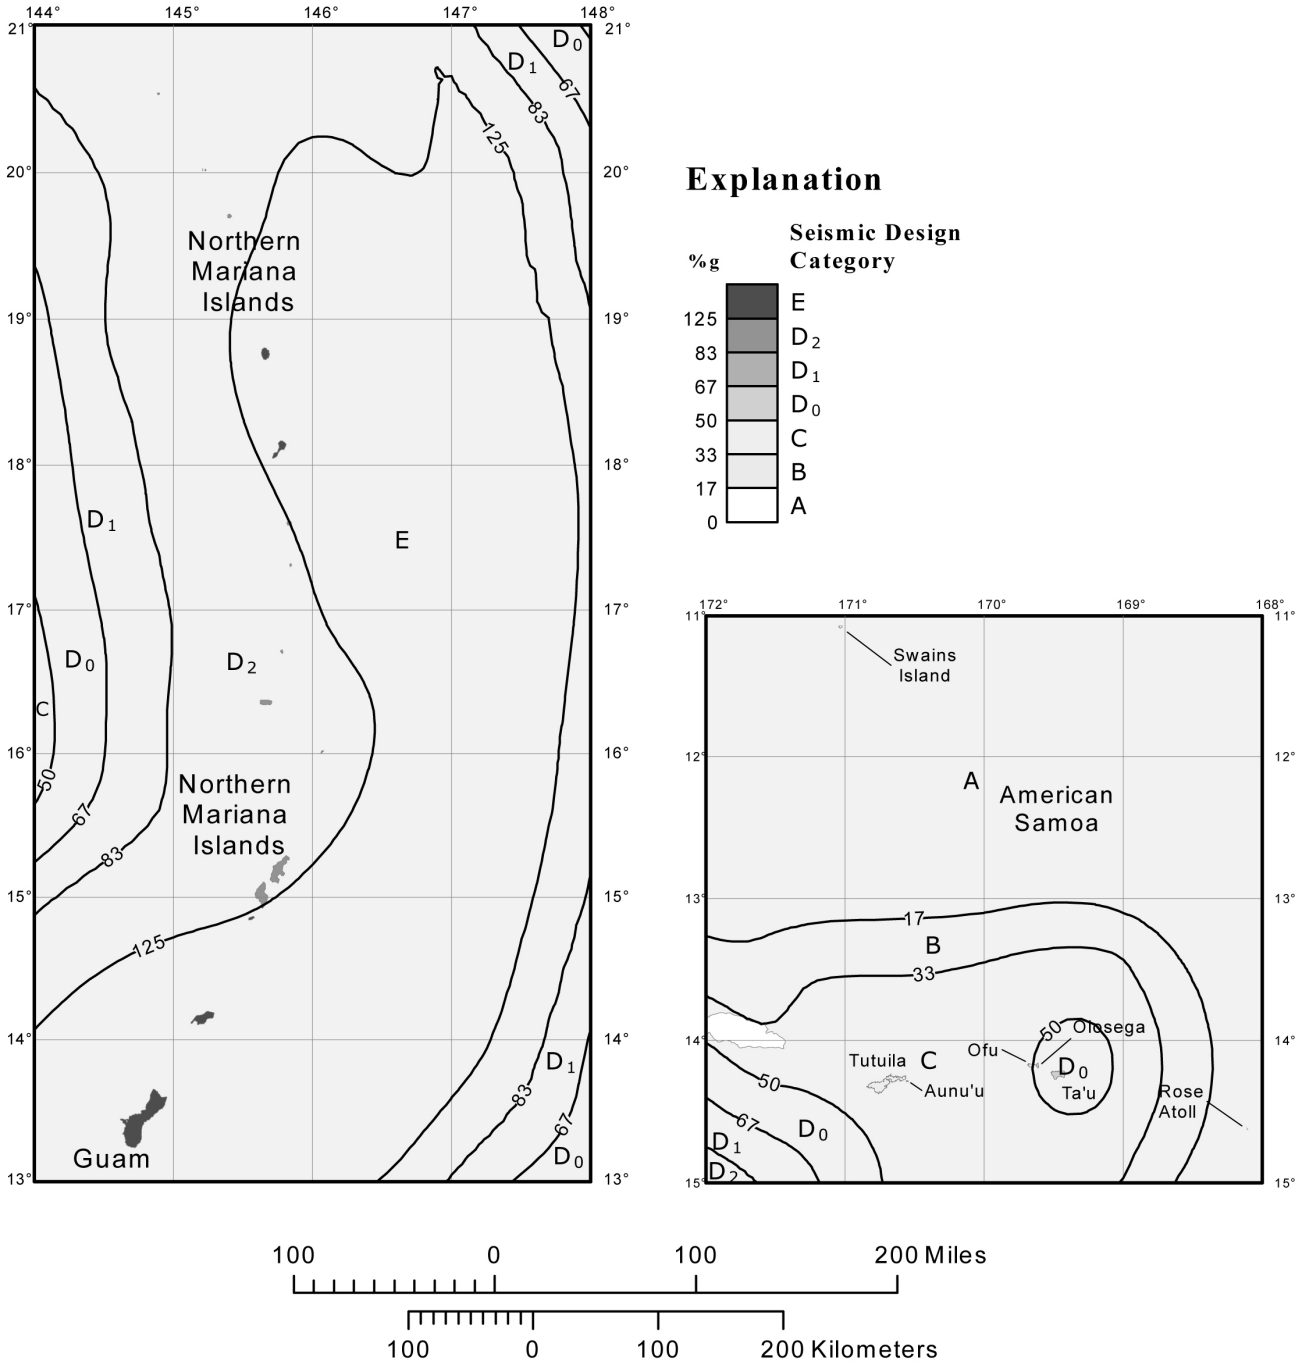 144° 145° 146° 147° 148°
21° 21°
D0
D1
67
83
125
20° 20°
Northern
Mariana
Islands
19° 19°
18° 18°
D1
E
17° 17°
D0
D2
C
16° 16°
50
Northern
Mariana
Islands
67
83
15° 15°
125
14° 14°
D1
83
67
D0
Guam
13° 13°
Explanation
Seismic Design
Category
%g
E
125
D2
83
D1
67
D0
50
C
33
B
17
A
0
172° 171° 170° 169° 168°
11° 11°
Swains
Island
12° 12°
A
American
Samoa
13° 13°
17
B
33
50
Olosega
14° 14°
Ofu
Tutuila
C
D0
Ta'u
50
Aunu'u
Rose
Atoll
67
D0
D1
D2
15° 15°
100 0 100 200 Miles
100 0 100 200 Kilometers